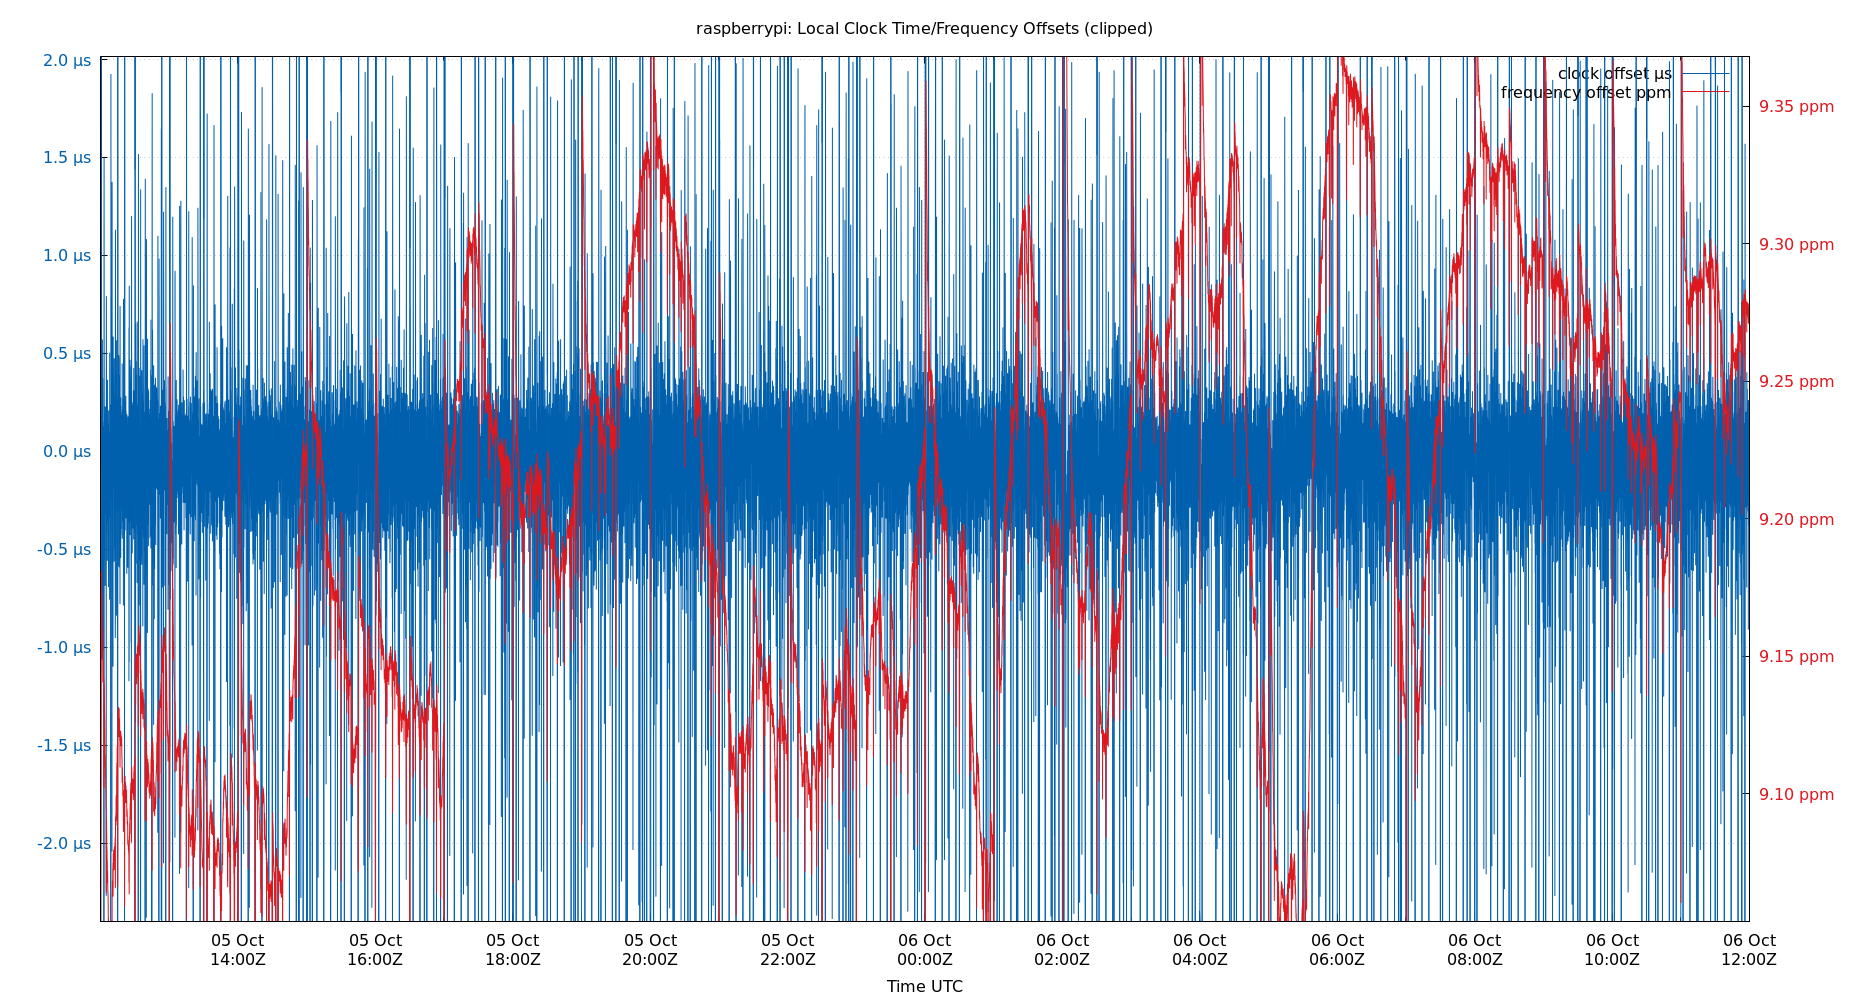 raspberrypi: Local Clock Time/Frequency Offsets (clipped)
2.0 µs
1.5 µs
1.0 µs
0.5 µs
0.0 µs
-0.5 µs
-1.0 µs
-1.5 µs
-2.0 µs
clock offset µs
frequency offset ppm
9.35 ppm
9.30 ppm
9.25 ppm
9.20 ppm
9.15 ppm
9.10 ppm
05 Oct 05 Oct 05 Oct 05 Oct 05 Oct 06 Oct 06 Oct 06 Oct 06 Oct 06 Oct 06 Oct 06 Oct
14:00Z 16:00Z 18:00Z 20:00Z 22:00Z 00:00Z 02:00Z 04:00Z 06:00Z 08:00Z 10:00Z 12:00Z
Time UTC